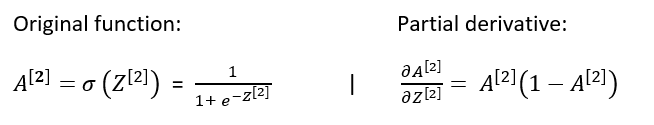 Original function: Partial derivative:
A[2] = σ (Z[2]) = 1 / (1+ e^−Z[2]) | ∂A[2] / ∂Z[2] = A[2](1 − A[2])